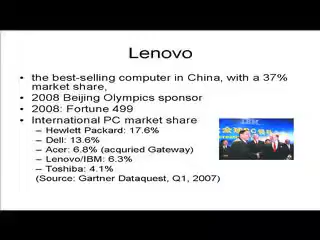 Lenovo
• the best-selling computer in China, with a 37%
market share,
• 2008 Beijing Olympics sponsor
• 2008: Fortune 499
• International PC market share
– Hewlett Packard: 17.6%
– Dell: 13.6%
– Acer: 6.8% (acquried Gateway)
– Lenovo/IBM: 6.3%
– Toshiba: 4.1%
(Source: Gartner Dataquest, Q1, 2007)
IBM